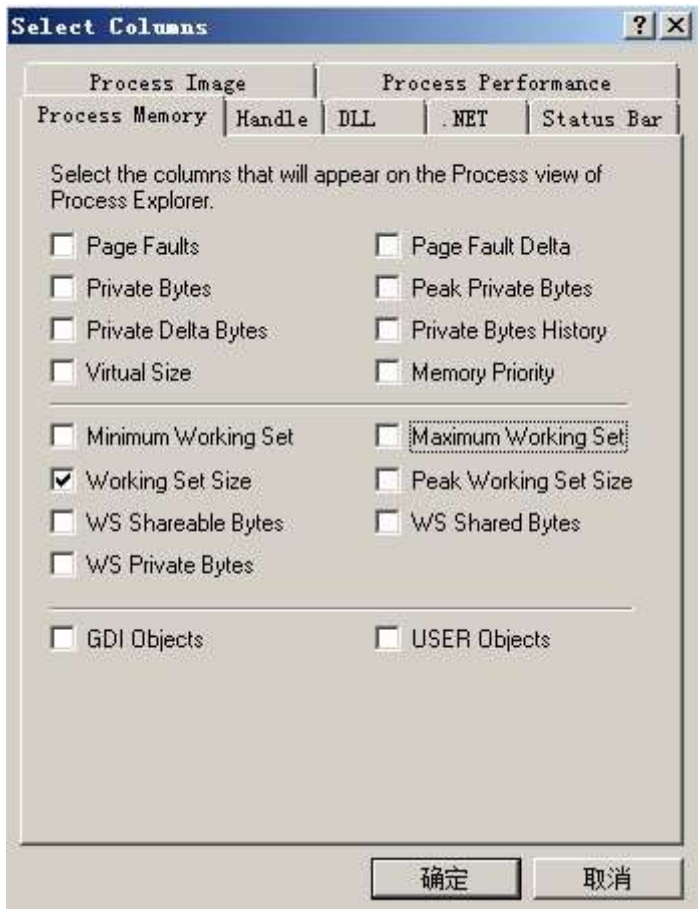 Select Columns
Process Image Process Performance
Process Memory Handle DLL .NET Status Bar
Select the columns that will appear on the Process view of
Process Explorer.
Page Faults Page Fault Delta
Private Bytes Peak Private Bytes
Private Delta Bytes Private Bytes History
Virtual Size Memory Priority
Minimum Working Set Maximum Working Set
Working Set Size Peak Working Set Size
WS Shareable Bytes WS Shared Bytes
WS Private Bytes
GDI Objects USER Objects
确定 取消